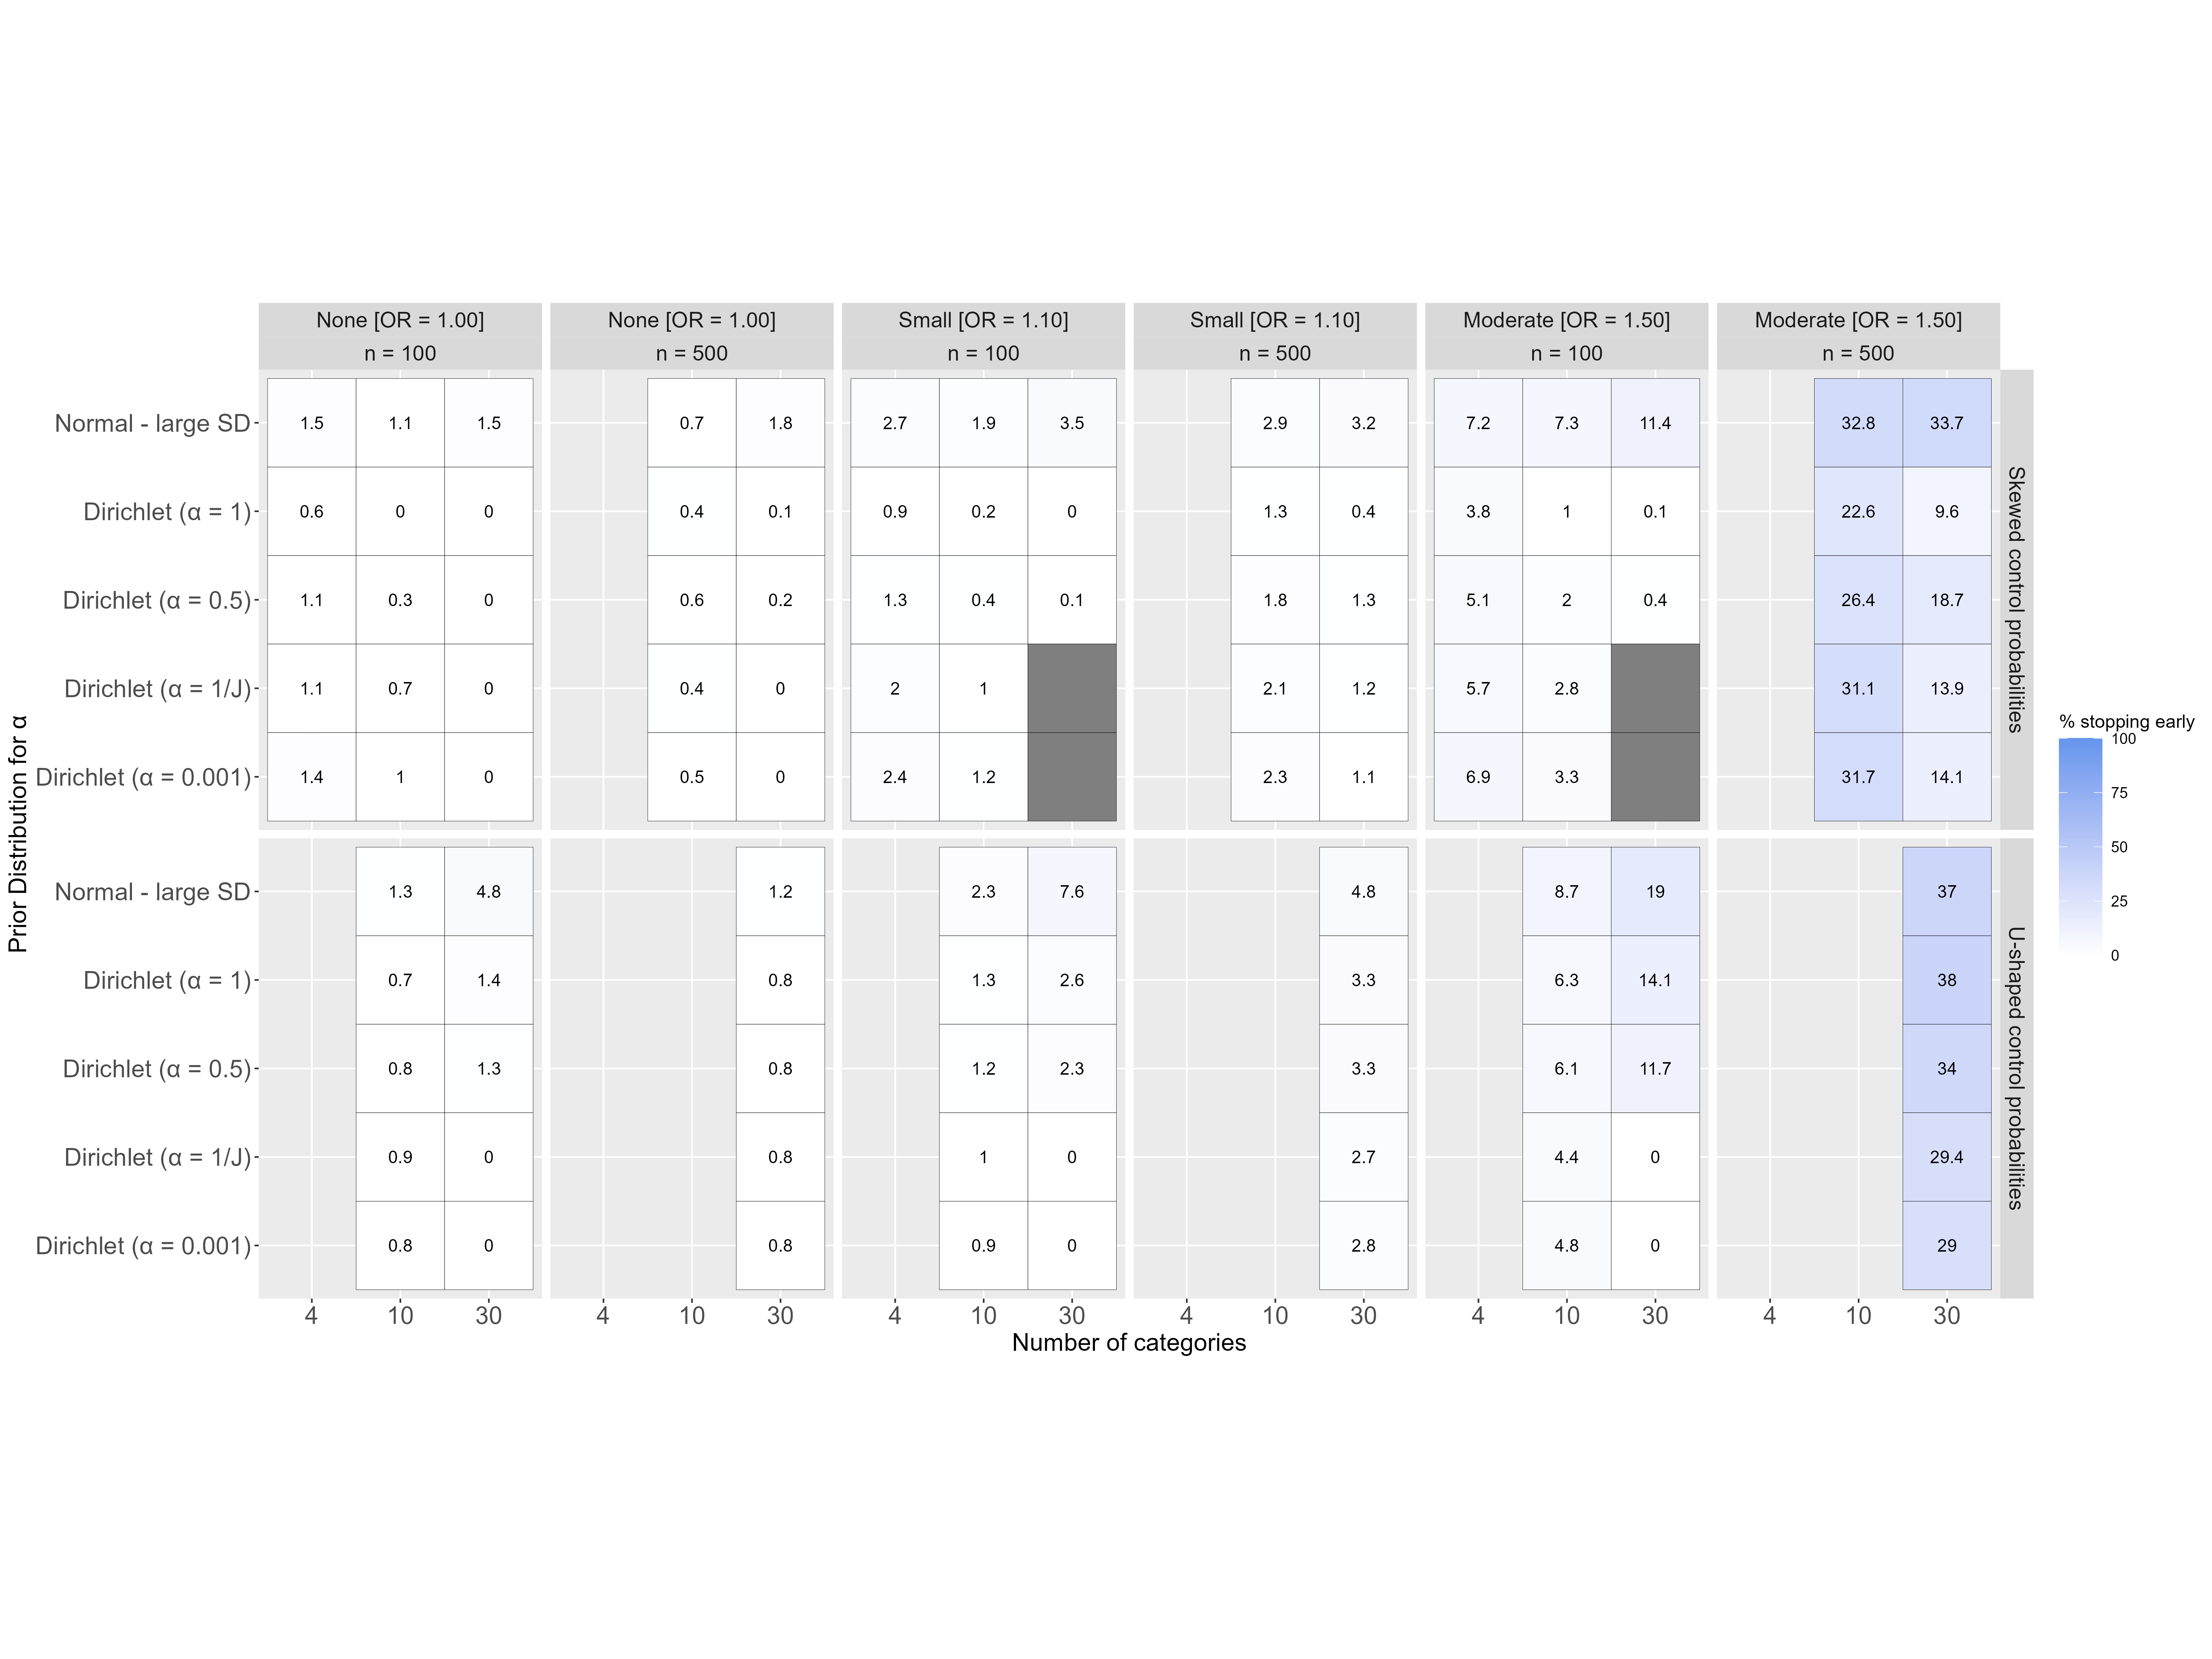 None [OR = 1.00] None [OR = 1.00] Small [OR = 1.10] Small [OR = 1.10] Moderate [OR = 1.50] Moderate [OR = 1.50]
n = 100 n = 500 n = 100 n = 500 n = 100 n = 500
Normal - large SD 1.5 1.1 1.5 0.7 1.8 2.7 1.9 3.5 2.9 3.2 7.2 7.3 11.4 32.8 33.7
Dirichlet (α = 1) 0.6 0 0 0.4 0.1 0.9 0.2 0 1.3 0.4 3.8 1 0.1 22.6 9.6
Dirichlet (α = 0.5) 1.1 0.3 0 0.6 0.2 1.3 0.4 0.1 1.8 1.3 5.1 2 0.4 26.4 18.7
Dirichlet (α = 1/J) 1.1 0.7 0 0.4 0 2 1 2.1 1.2 5.7 2.8 31.1 13.9
Dirichlet (α = 0.001) 1.4 1 0 0.5 0 2.4 1.2 2.3 1.1 6.9 3.3 31.7 14.1
Skewed control probabilities
Normal - large SD 1.3 4.8 1.2 2.3 7.6 4.8 8.7 19 37
Dirichlet (α = 1) 0.7 1.4 0.8 1.3 2.6 3.3 6.3 14.1 38
Dirichlet (α = 0.5) 0.8 1.3 0.8 1.2 2.3 3.3 6.1 11.7 34
Dirichlet (α = 1/J) 0.9 0 0.8 1 0 2.7 4.4 0 29.4
Dirichlet (α = 0.001) 0.8 0 0.8 0.9 0 2.8 4.8 0 29
U-shaped control probabilities
4 10 30 4 10 30 4 10 30 4 10 30 4 10 30 4 10 30
Number of categories
Prior Distribution for α
% stopping early
100
75
50
25
0